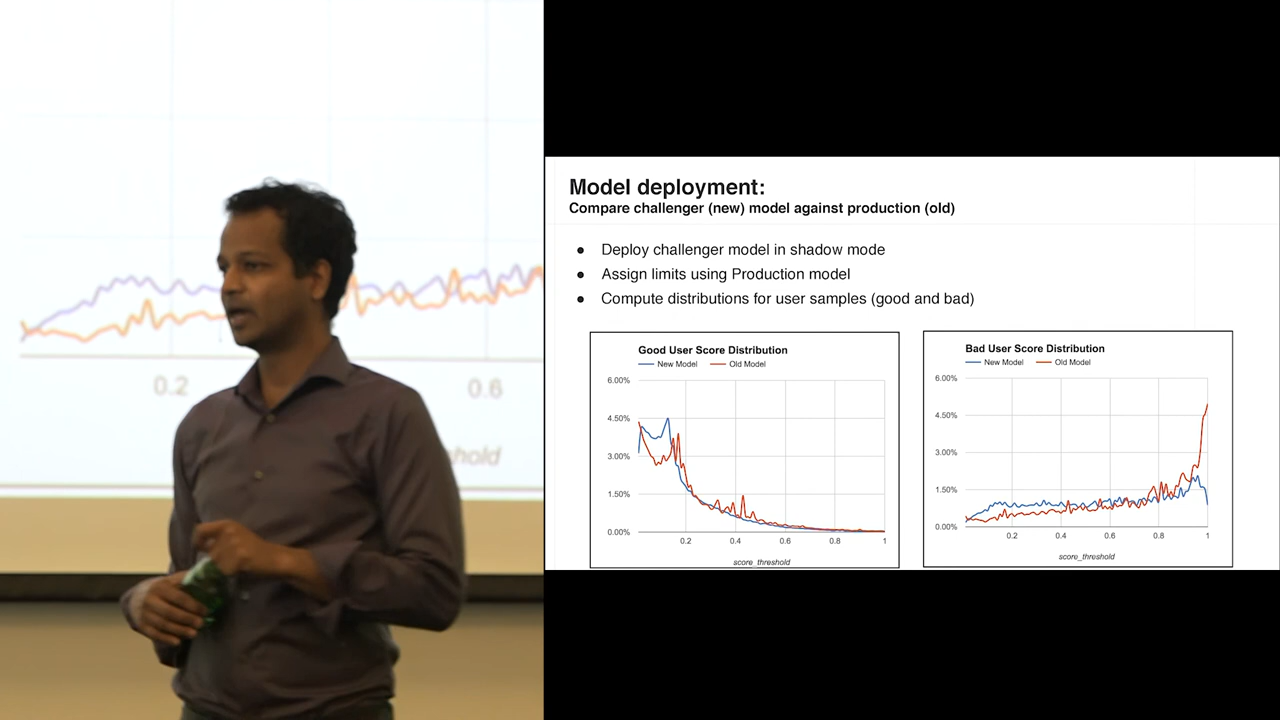 0.2
0.6
Model deployment:
Compare challenger (new) model against production (old)
● Deploy challenger model in shadow mode
● Assign limits using Production model
● Compute distributions for user samples (good and bad)
Good User Score Distribution
New Model Old Model
6.00%
4.50%
3.00%
1.50%
0.00%
0.2 0.4 0.6 0.8 1
score_threshold
Bad User Score Distribution
New Model Old Model
6.00%
4.50%
3.00%
1.50%
0.00%
0.2 0.4 0.6 0.8 1
score_threshold